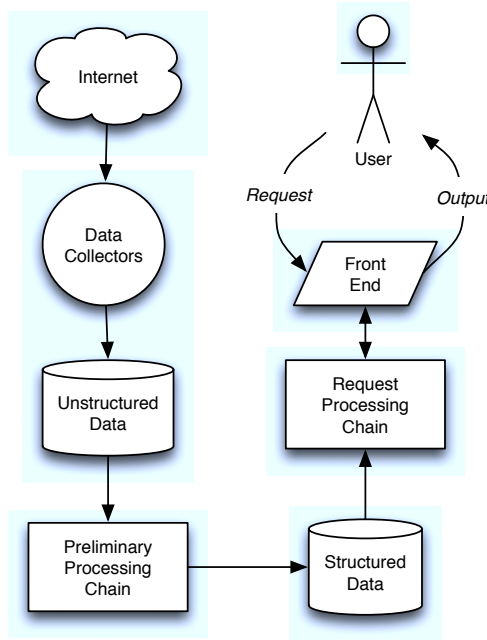 Internet
Data
Collectors
Unstructured
Data
Preliminary
Processing
Chain
User
Request
Output
Front
End
Request
Processing
Chain
Structured
Data